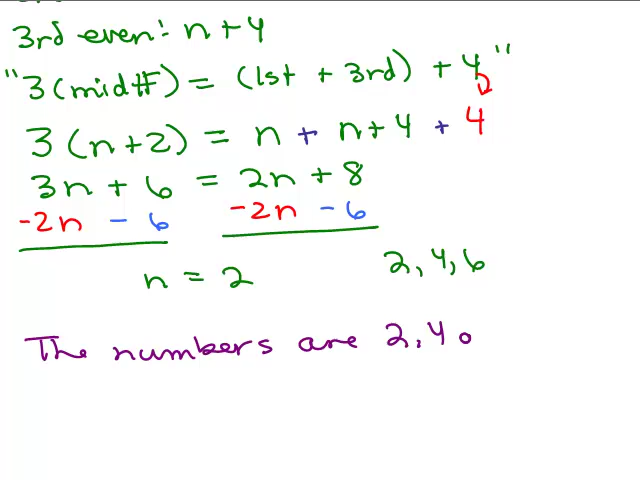 3rd even: n + 4
"3(mid#) = (1st + 3rd) + 4"
3(n+2) = n + n+4 + 4
3n + 6 = 2n + 8
-2n - 6 -2n - 6
n = 2 2, 4, 6
The numbers are 2, 4